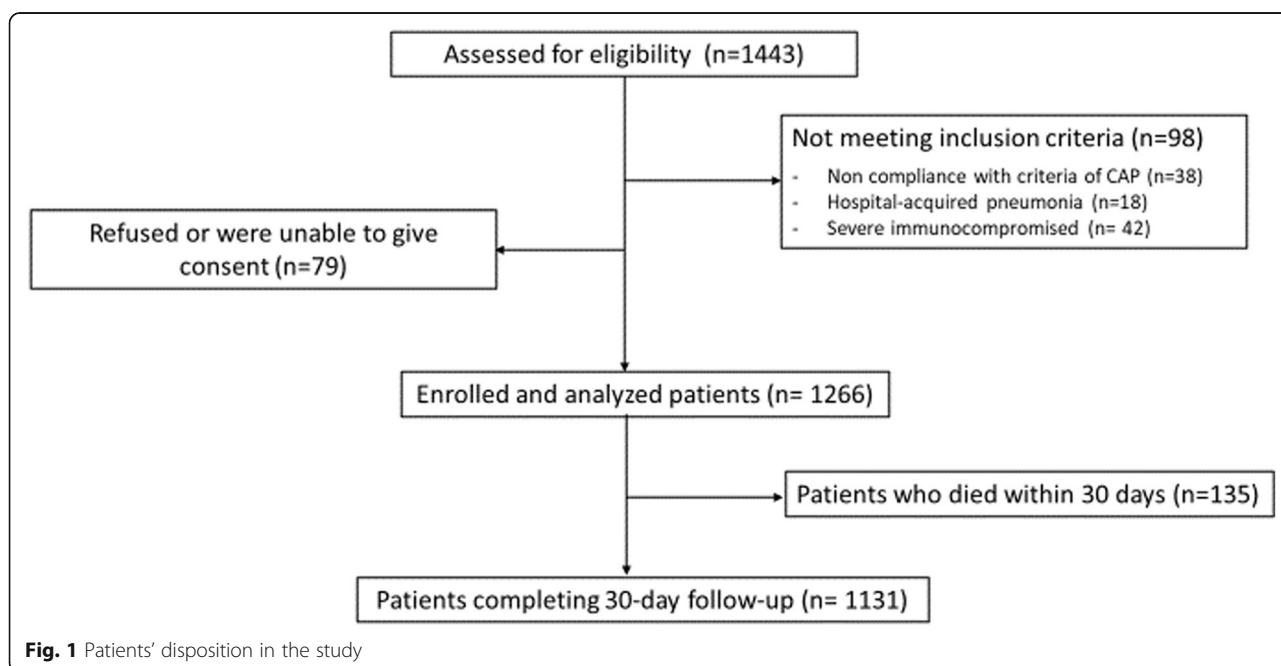 Assessed for eligibility (n=1443)
Not meeting inclusion criteria (n=98)
- Non compliance with criteria of CAP (n=38)
- Hospital-acquired pneumonia (n=18)
- Severe immunocompromised (n= 42)
Refused or were unable to give
consent (n=79)
Enrolled and analyzed patients (n= 1266)
Patients who died within 30 days (n=135)
Patients completing 30-day follow-up (n= 1131)
Fig. 1 Patients’ disposition in the study